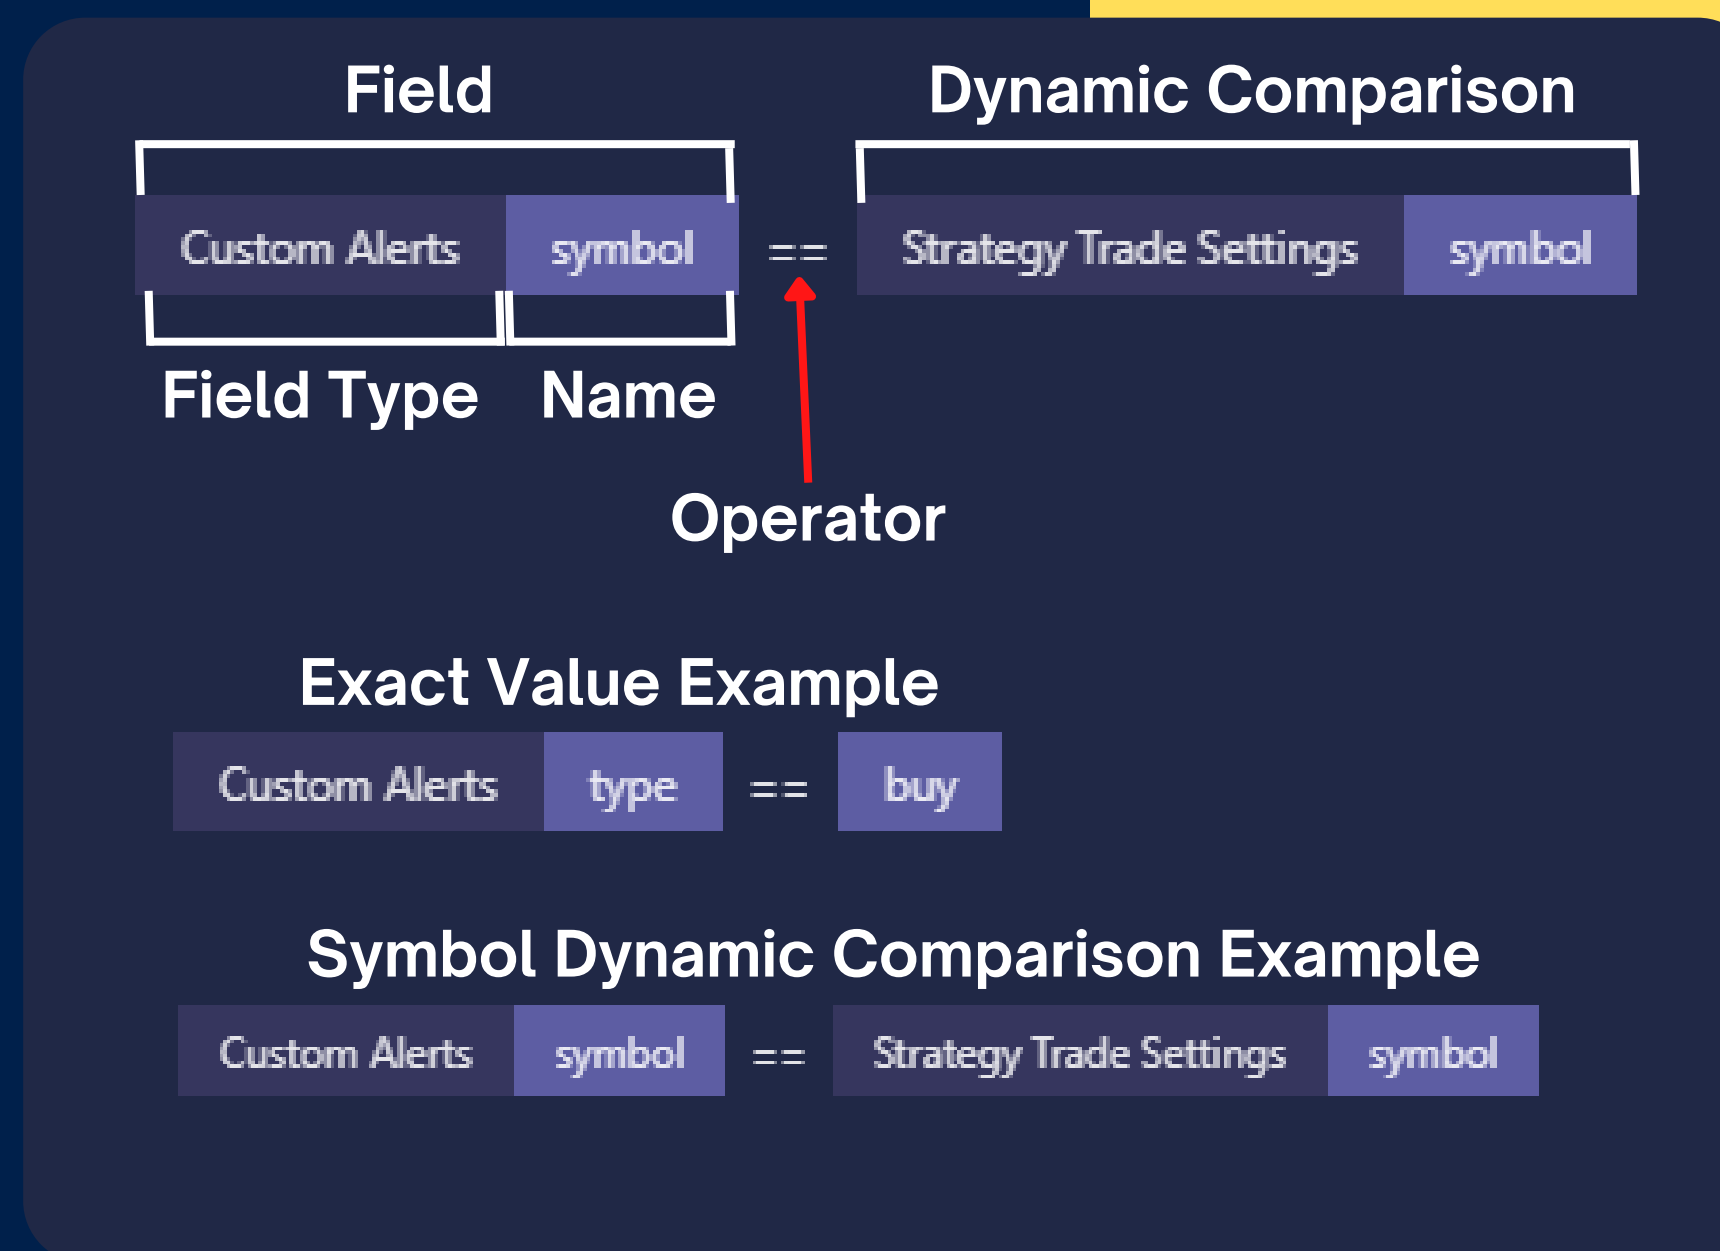 Field Dynamic Comparison
Custom Alerts symbol == Strategy Trade Settings symbol
Field Type Name
Operator
Exact Value Example
Custom Alerts type == buy
Symbol Dynamic Comparison Example
Custom Alerts symbol == Strategy Trade Settings symbol